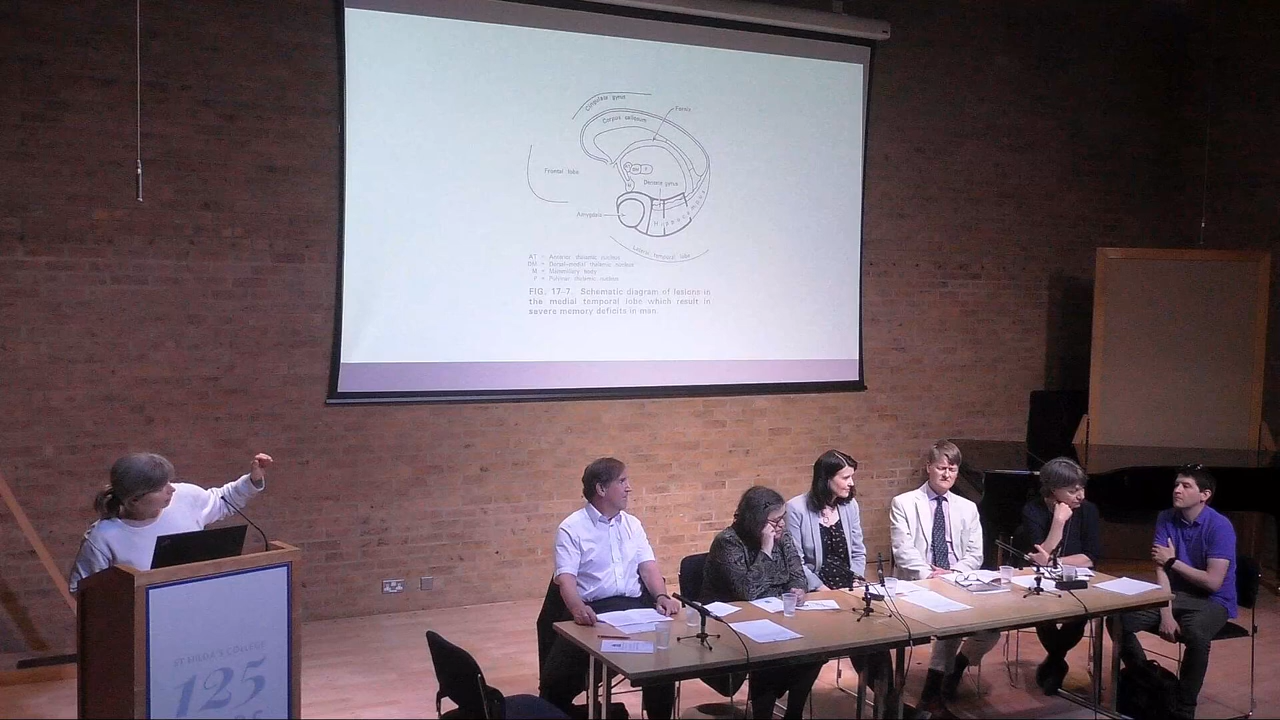 Cingulate gyrus
Corpus callosum
Fornix
Frontal lobe
AT
DM
P
M
Dentate gyrus
Amygdala
Hippocampus
Lateral temporal lobe
AT = Anterior thalamic nucleus
DM = Dorsal-medial thalamic nucleus
M = Mammillary body
P = Pulvinar thalamic nucleus
FIG. 17-7. Schematic diagram of lesions in
the medial temporal lobe which result in
severe memory deficits in man.
ST HILDA'S COLLEGE
125